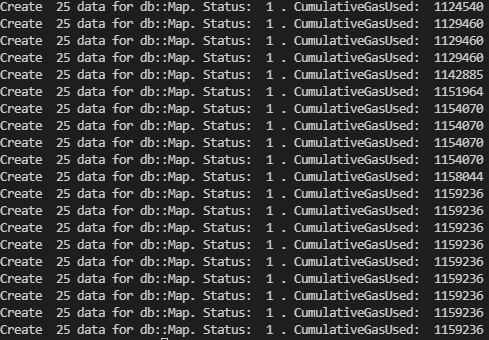 Create  25 data for db::Map. Status:  1 . CumulativeGasUsed:  1124540
Create  25 data for db::Map. Status:  1 . CumulativeGasUsed:  1129460
Create  25 data for db::Map. Status:  1 . CumulativeGasUsed:  1129460
Create  25 data for db::Map. Status:  1 . CumulativeGasUsed:  1129460
Create  25 data for db::Map. Status:  1 . CumulativeGasUsed:  1142885
Create  25 data for db::Map. Status:  1 . CumulativeGasUsed:  1151964
Create  25 data for db::Map. Status:  1 . CumulativeGasUsed:  1154070
Create  25 data for db::Map. Status:  1 . CumulativeGasUsed:  1154070
Create  25 data for db::Map. Status:  1 . CumulativeGasUsed:  1154070
Create  25 data for db::Map. Status:  1 . CumulativeGasUsed:  1154070
Create  25 data for db::Map. Status:  1 . CumulativeGasUsed:  1158044
Create  25 data for db::Map. Status:  1 . CumulativeGasUsed:  1159236
Create  25 data for db::Map. Status:  1 . CumulativeGasUsed:  1159236
Create  25 data for db::Map. Status:  1 . CumulativeGasUsed:  1159236
Create  25 data for db::Map. Status:  1 . CumulativeGasUsed:  1159236
Create  25 data for db::Map. Status:  1 . CumulativeGasUsed:  1159236
Create  25 data for db::Map. Status:  1 . CumulativeGasUsed:  1159236
Create  25 data for db::Map. Status:  1 . CumulativeGasUsed:  1159236
Create  25 data for db::Map. Status:  1 . CumulativeGasUsed:  1159236
Create  25 data for db::Map. Status:  1 . CumulativeGasUsed:  1159236